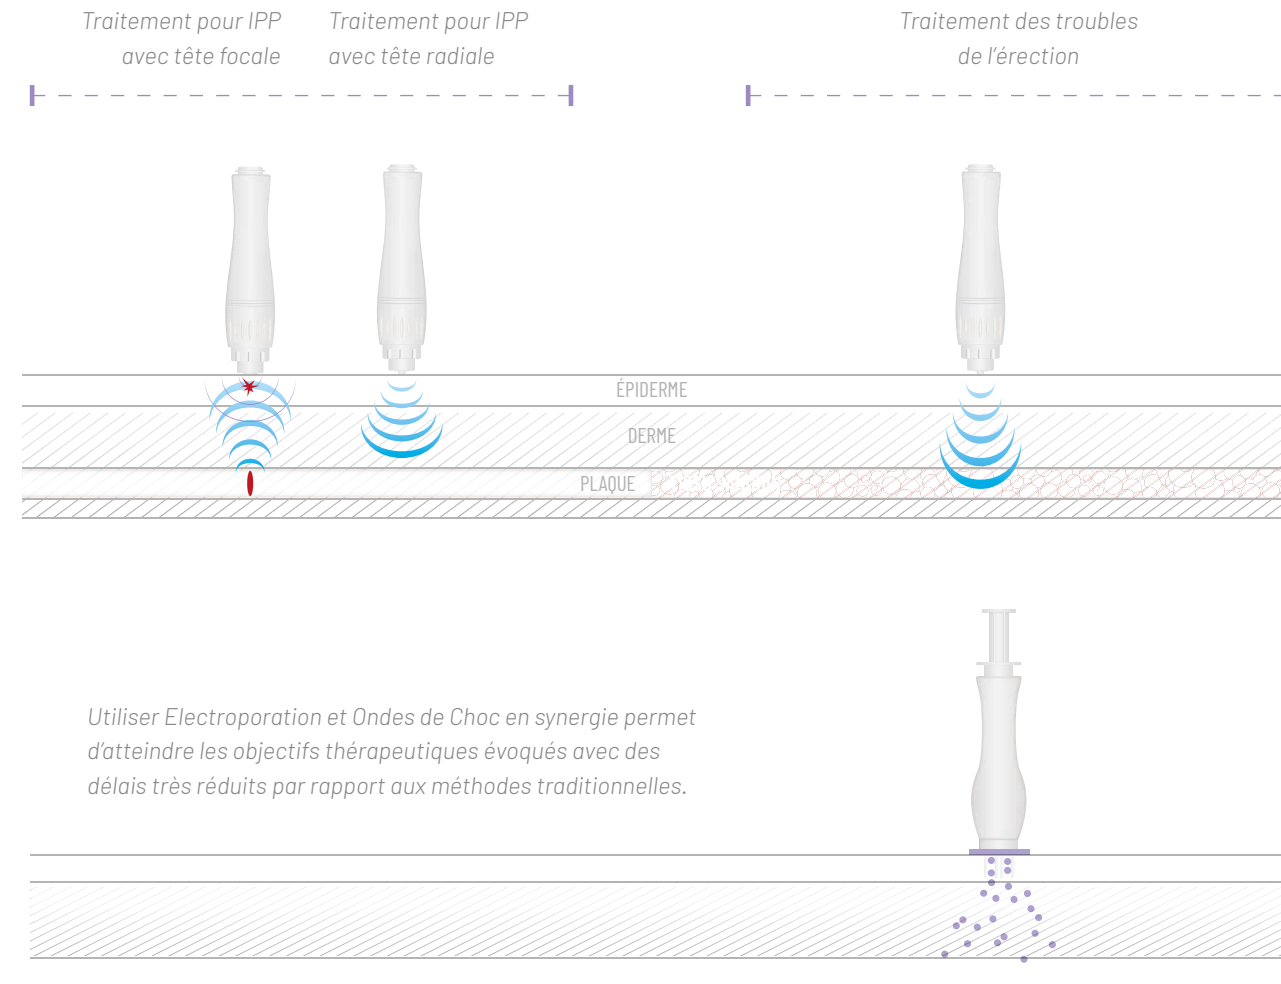 Traitement pour IPP
avec tête focale
Traitement pour IPP
avec tête radiale
Traitement des troubles
de l’érection
ÉPIDERME
DERME
PLAQUE
Utiliser Electroporation et Ondes de Choc en synergie permet
d’atteindre les objectifs thérapeutiques évoqués avec des
délais très réduits par rapport aux méthodes traditionnelles.